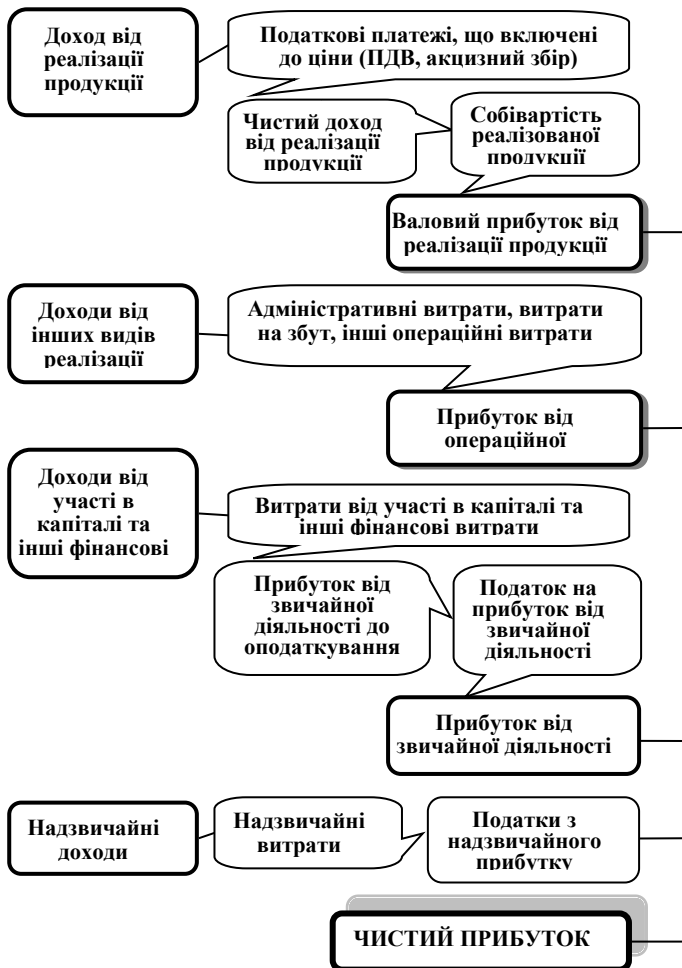 Доход від
реалізації
продукції
Податкові платежі, що включені
до ціни (ПДВ, акцизний збір)
Чистий доход
від реалізації
продукції
Собівартість
реалізованої
продукції
Валовий прибуток від
реалізації продукції
Доходи від
інших видів
реалізації
Адміністративні витрати, витрати
на збут, інші операційні витрати
Прибуток від
операційної
Доходи від
участі в
капіталі та
інші фінансові
Витрати від участі в капіталі та
інші фінансові витрати
Прибуток від
звичайної
діяльності до
оподаткування
Податок на
прибуток від
звичайної
діяльності
Прибуток від
звичайної діяльності
Надзвичайні
доходи
Надзвичайні
витрати
Податки з
надзвичайного
прибутку
ЧИСТИЙ ПРИБУТОК